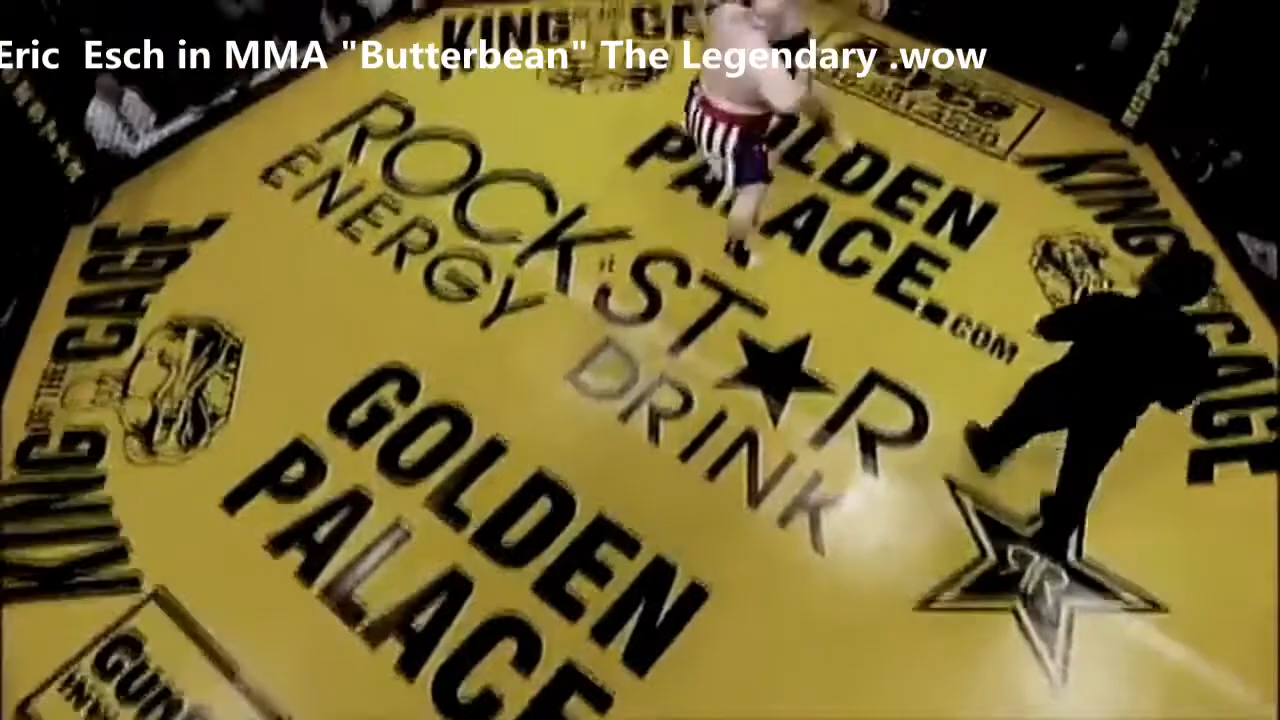 Eric  Esch in MMA "Butterbean" The Legendary .wow
KING
ROCKSTAR
ENERGY
DRINK
GOLDEN
PALACE.COM
KING
CAGE
KING
OF THE
CAGE
GOLDEN
PALACE